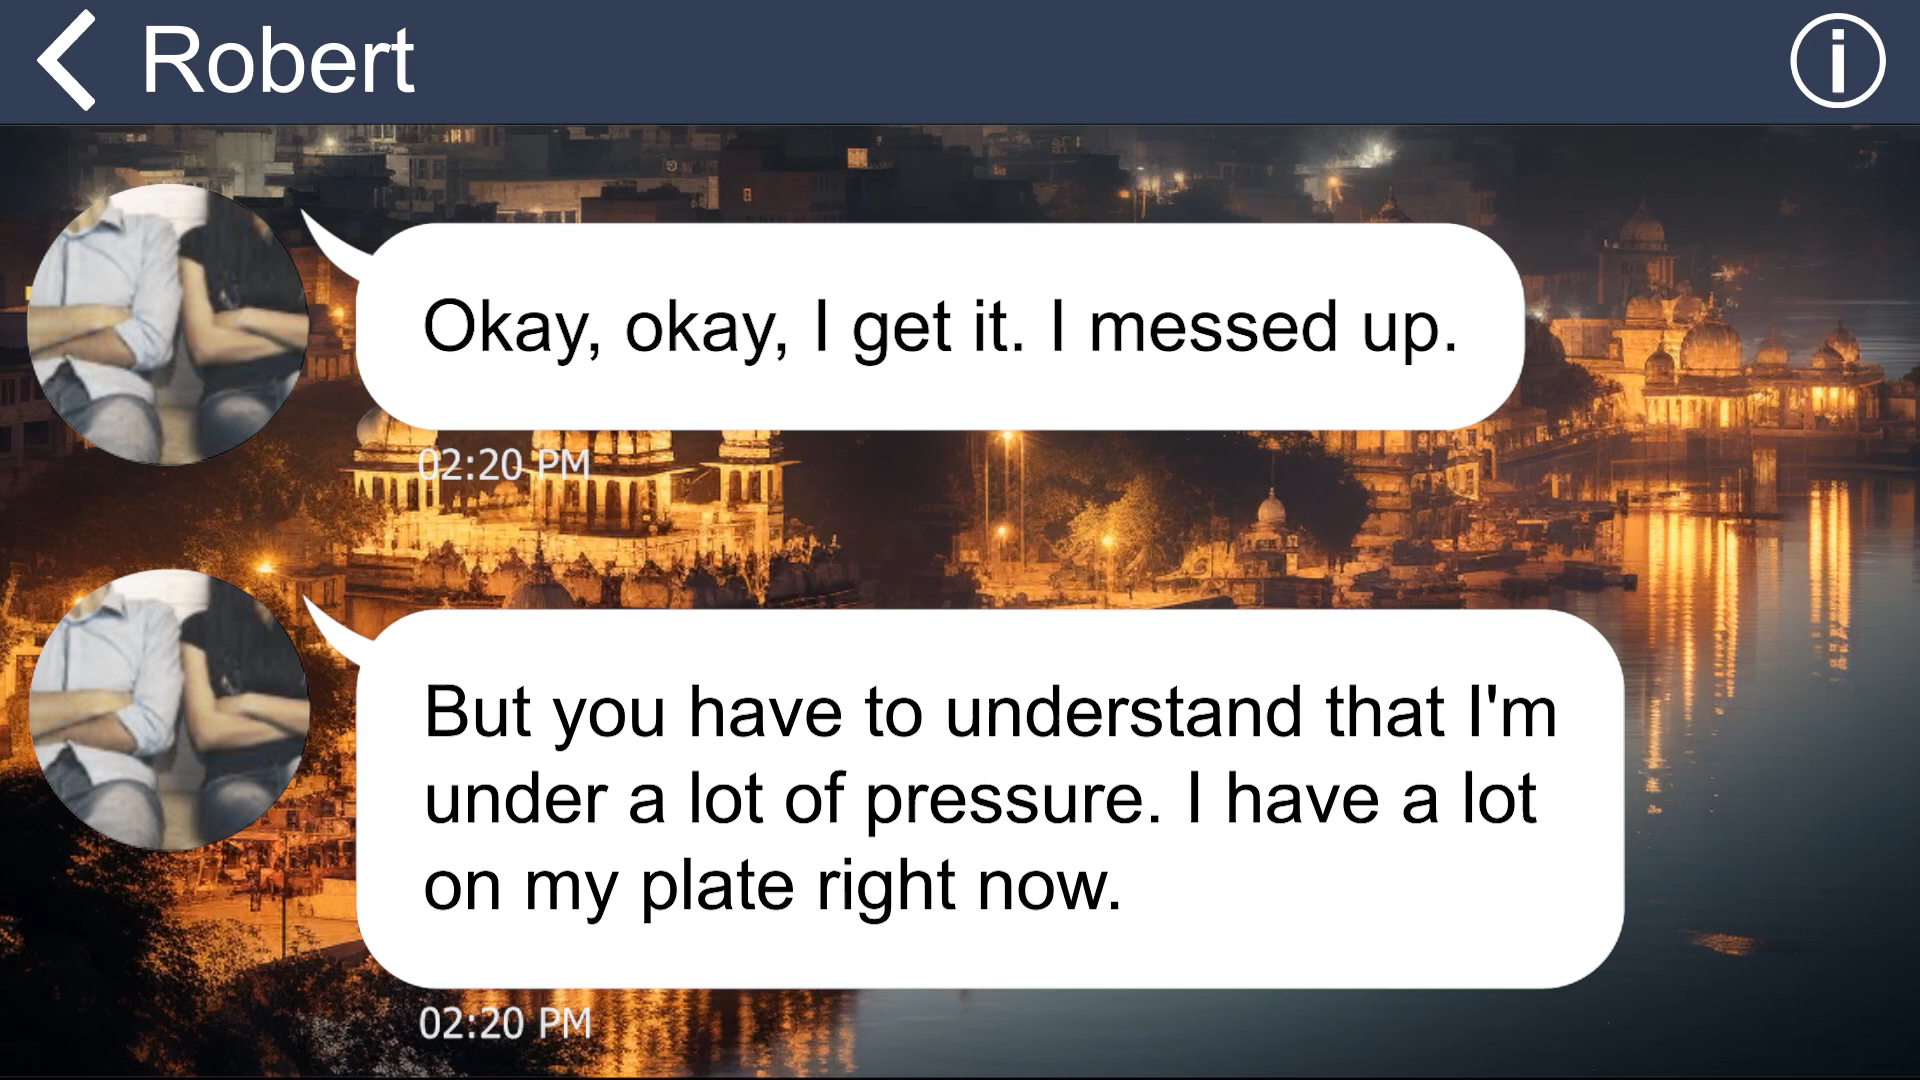 Robert
Okay, okay, I get it. I messed up.
02:20 PM
But you have to understand that I'm
under a lot of pressure. I have a lot
on my plate right now.
02:20 PM